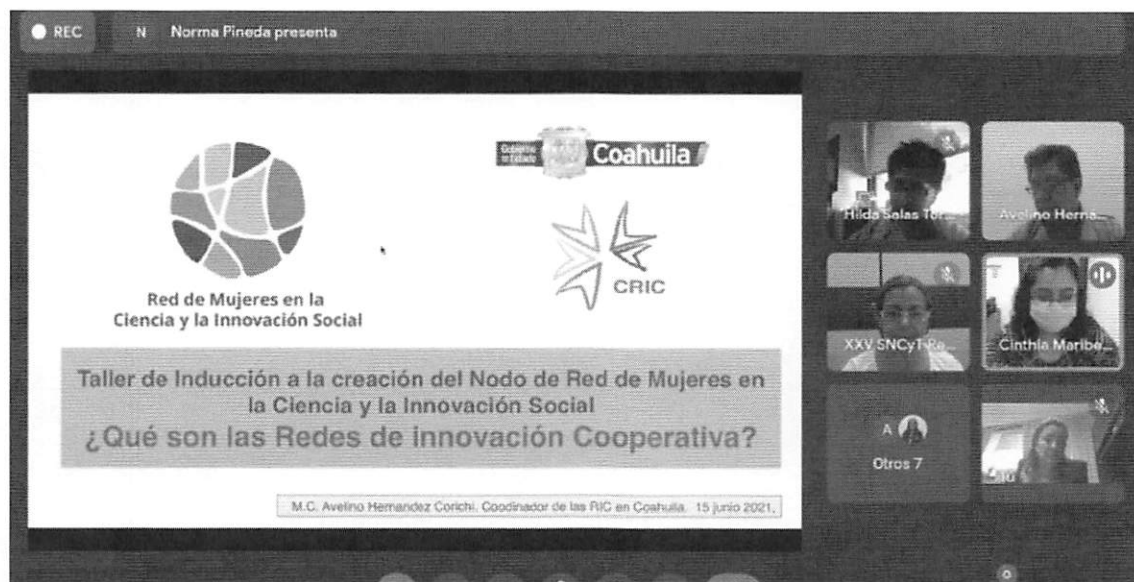 REC
N Norma Pineda presenta
Gobierno
Coahuila
Red de Mujeres en la
Ciencia y la Innovación Social
CRIC
Taller de Inducción a la creación del Nodo de Red de Mujeres en
la Ciencia y la Innovación Social
¿Qué son las Redes de innovación Cooperativa?
M.C. Avelino Hernandez Corichi. Coodinador de las RIC en Coahuila. 15 junio 2021.
Hilda Salas Tor...
Avelino Herna...
XXV SNCyT Re...
Cinthia Maribe...
A
Otros 7